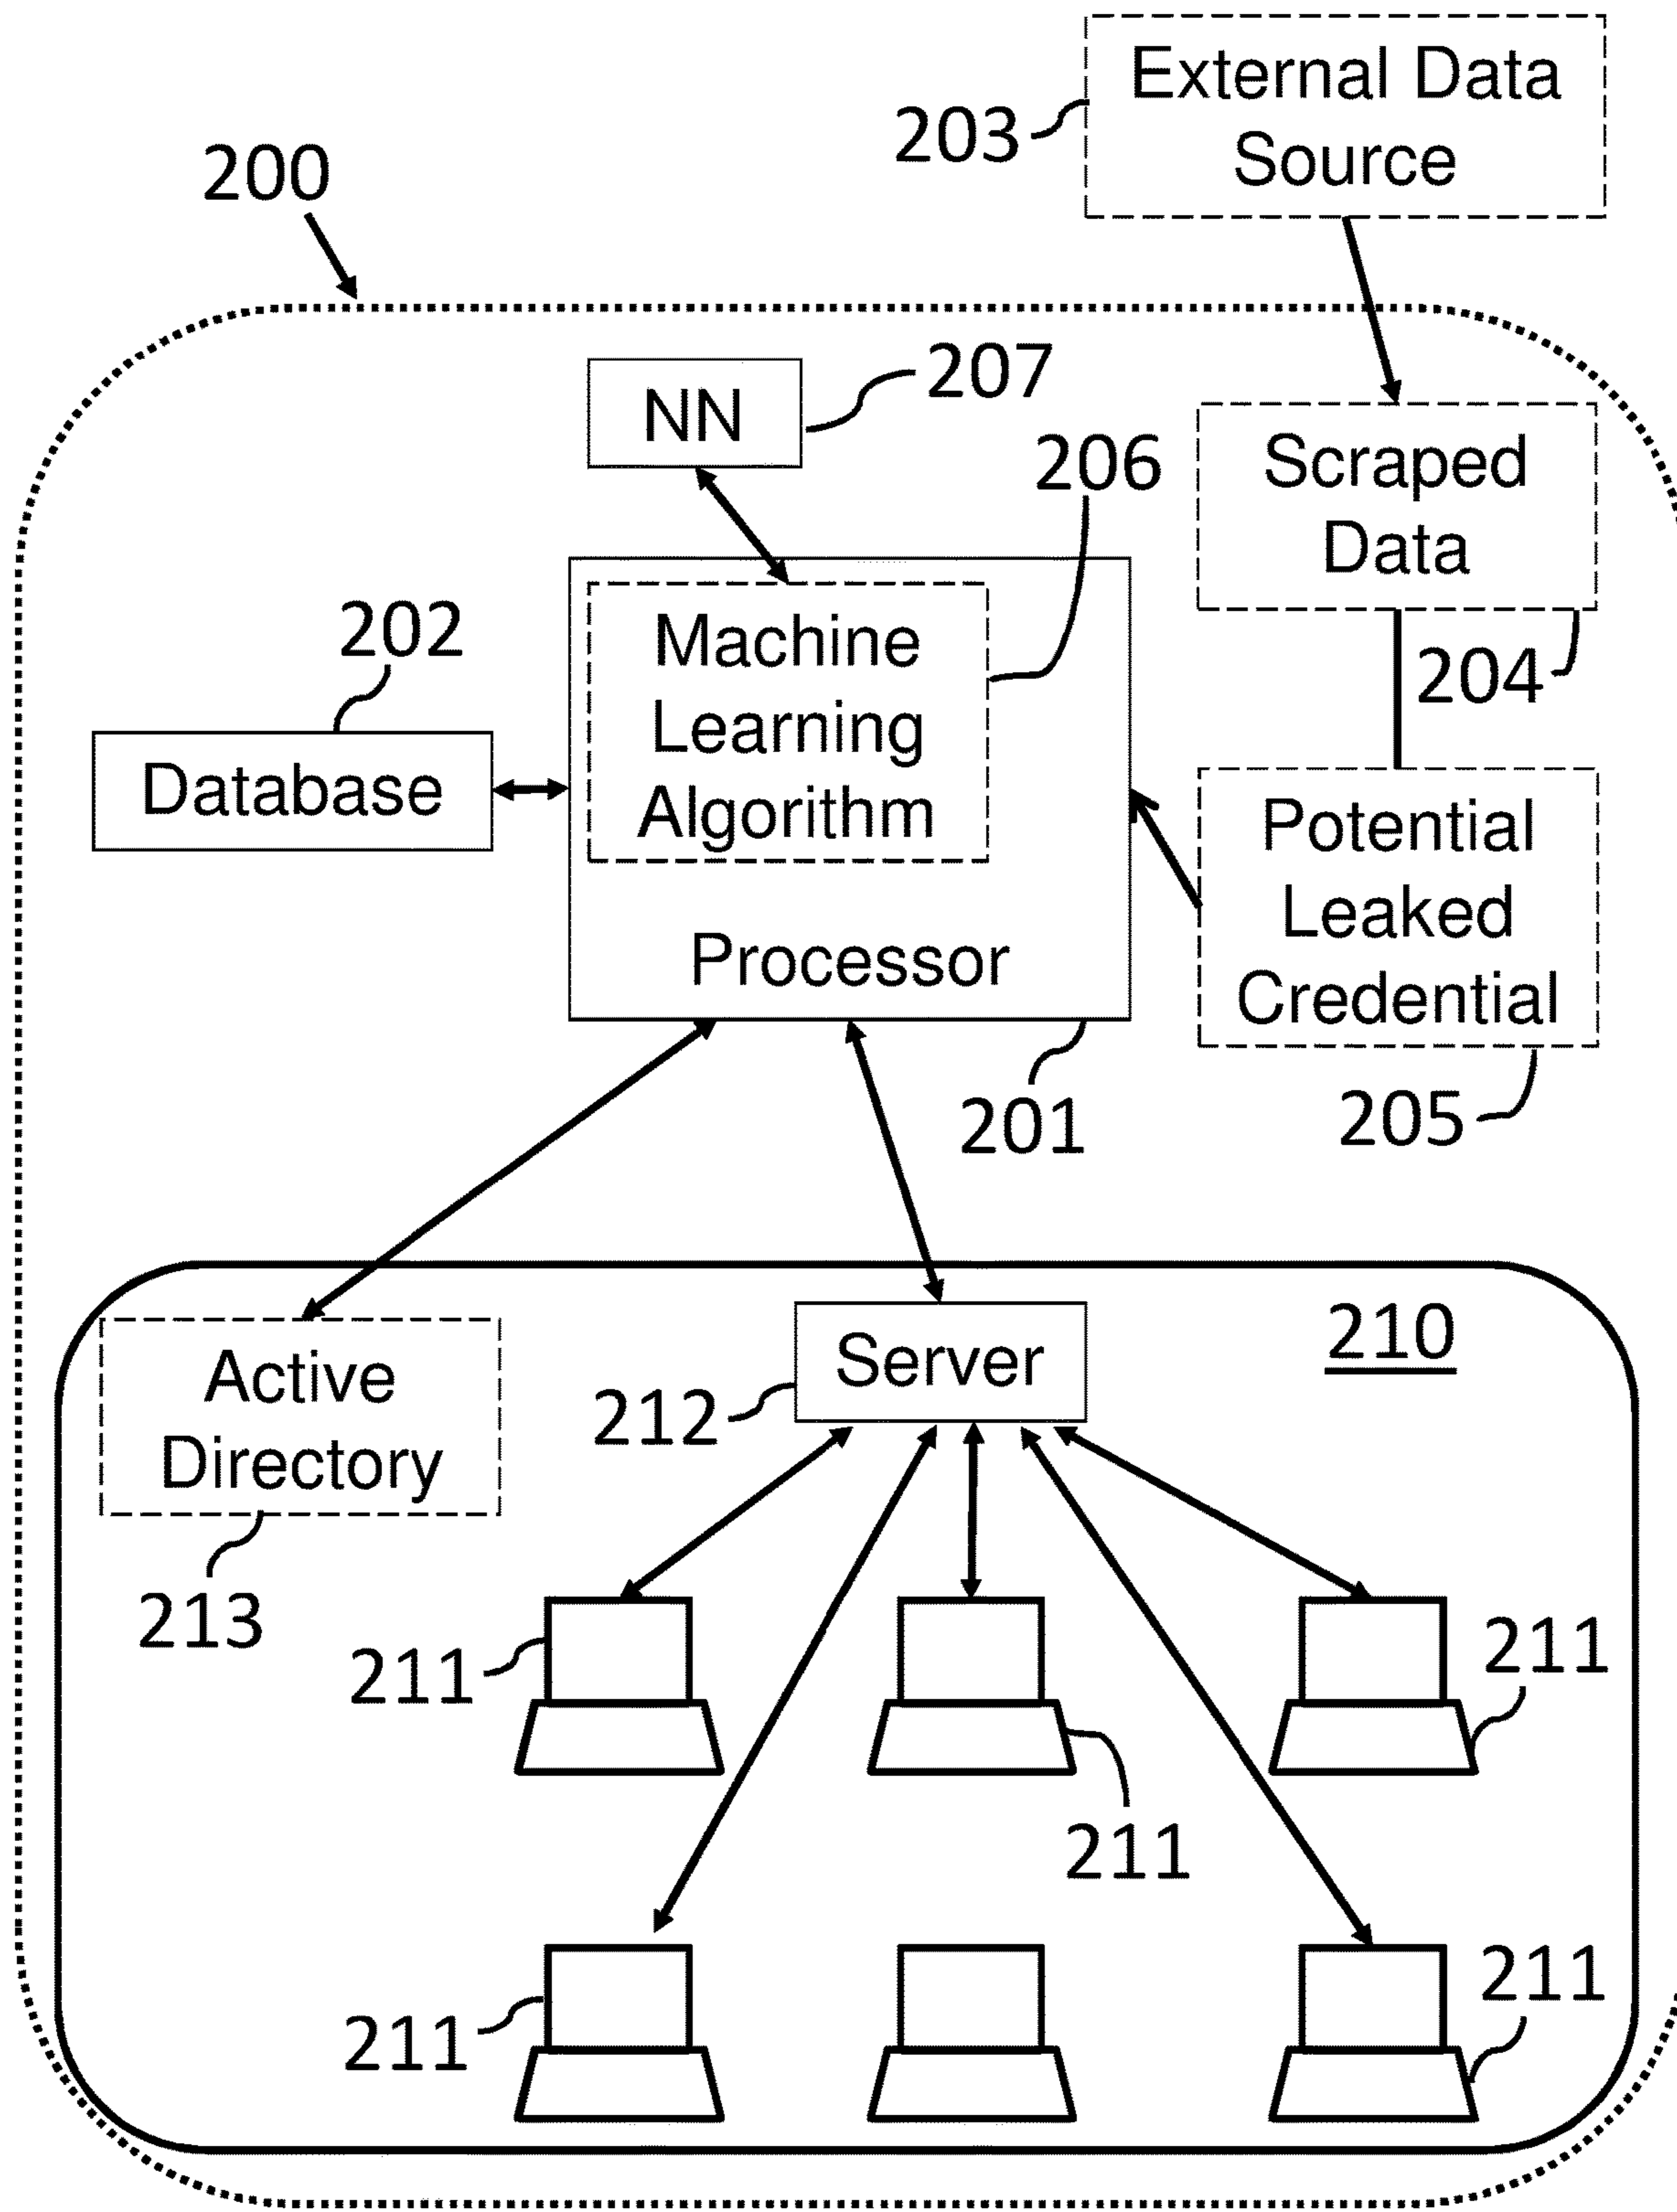 External Data
Source
203
200
NN
207
206
Scraped
Data
204
Machine
Learning
Algorithm
Processor
202
Database
Potential
Leaked
Credential
201
205
210
Active
Directory
Server
212
213
211
211
211
211
211